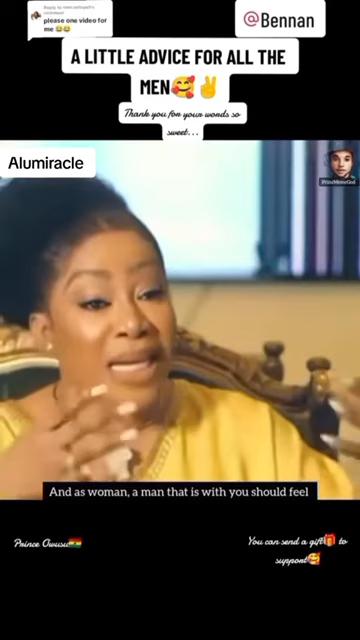 please one video for
me 😂😂
@Bennan
A LITTLE ADVICE FOR ALL THE
MEN🥰✌️
Thank you for your words so
sweet...
Alumiracle
PrinzMemeGod
And as woman, a man that is with you should feel
Prince Owusu🇬🇭
You can send a gift🎁 to
support🥰